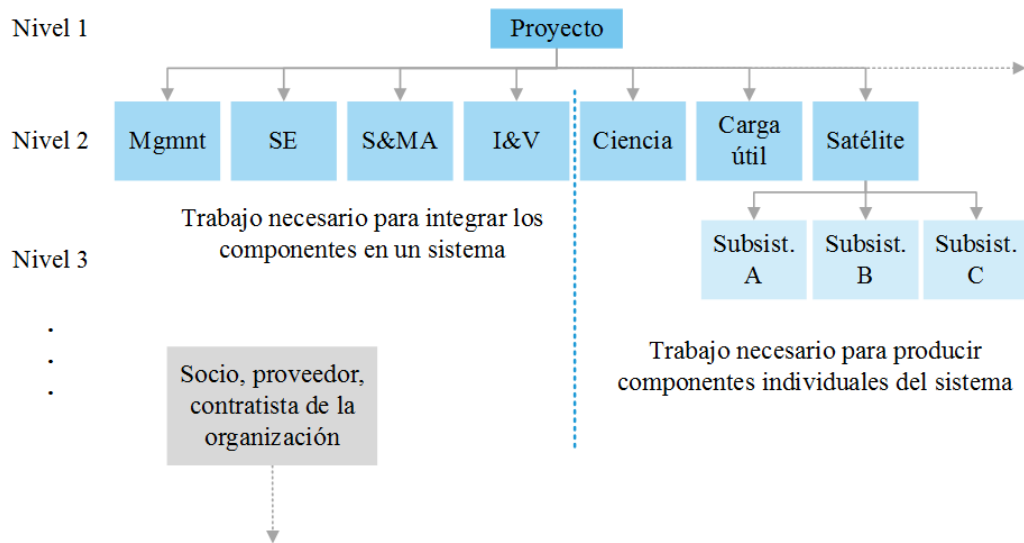 Nivel 1
Proyecto
Nivel 2
Mgmnt
SE
S&MA
I&V
Ciencia
Carga
útil
Satélite
Trabajo necesario para integrar los
componentes en un sistema
Nivel 3
Subsist.
A
Subsist.
B
Subsist.
C
Trabajo necesario para producir
componentes individuales del sistema
Socio, proveedor,
contratista de la
organización